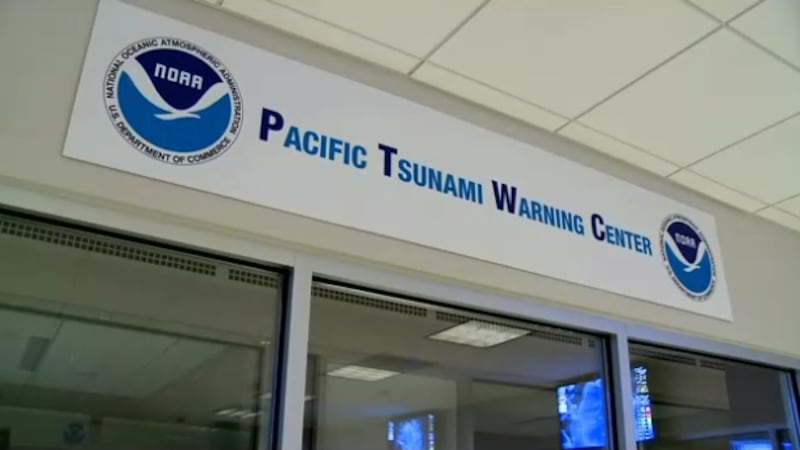 NATIONAL OCEANIC AND ATMOSPHERIC ADMINISTRATION
NOAA
U.S. DEPARTMENT OF COMMERCE
PACIFIC TSUNAMI WARNING CENTER
NOAA